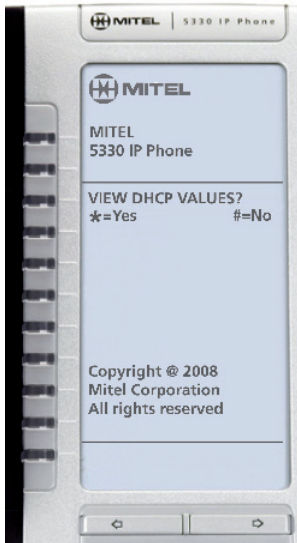 MITEL | 5330 IP Phone
MITEL
MITEL
5330 IP Phone
VIEW DHCP VALUES?
*=Yes #=No
Copyright @ 2008
Mitel Corporation
All rights reserved